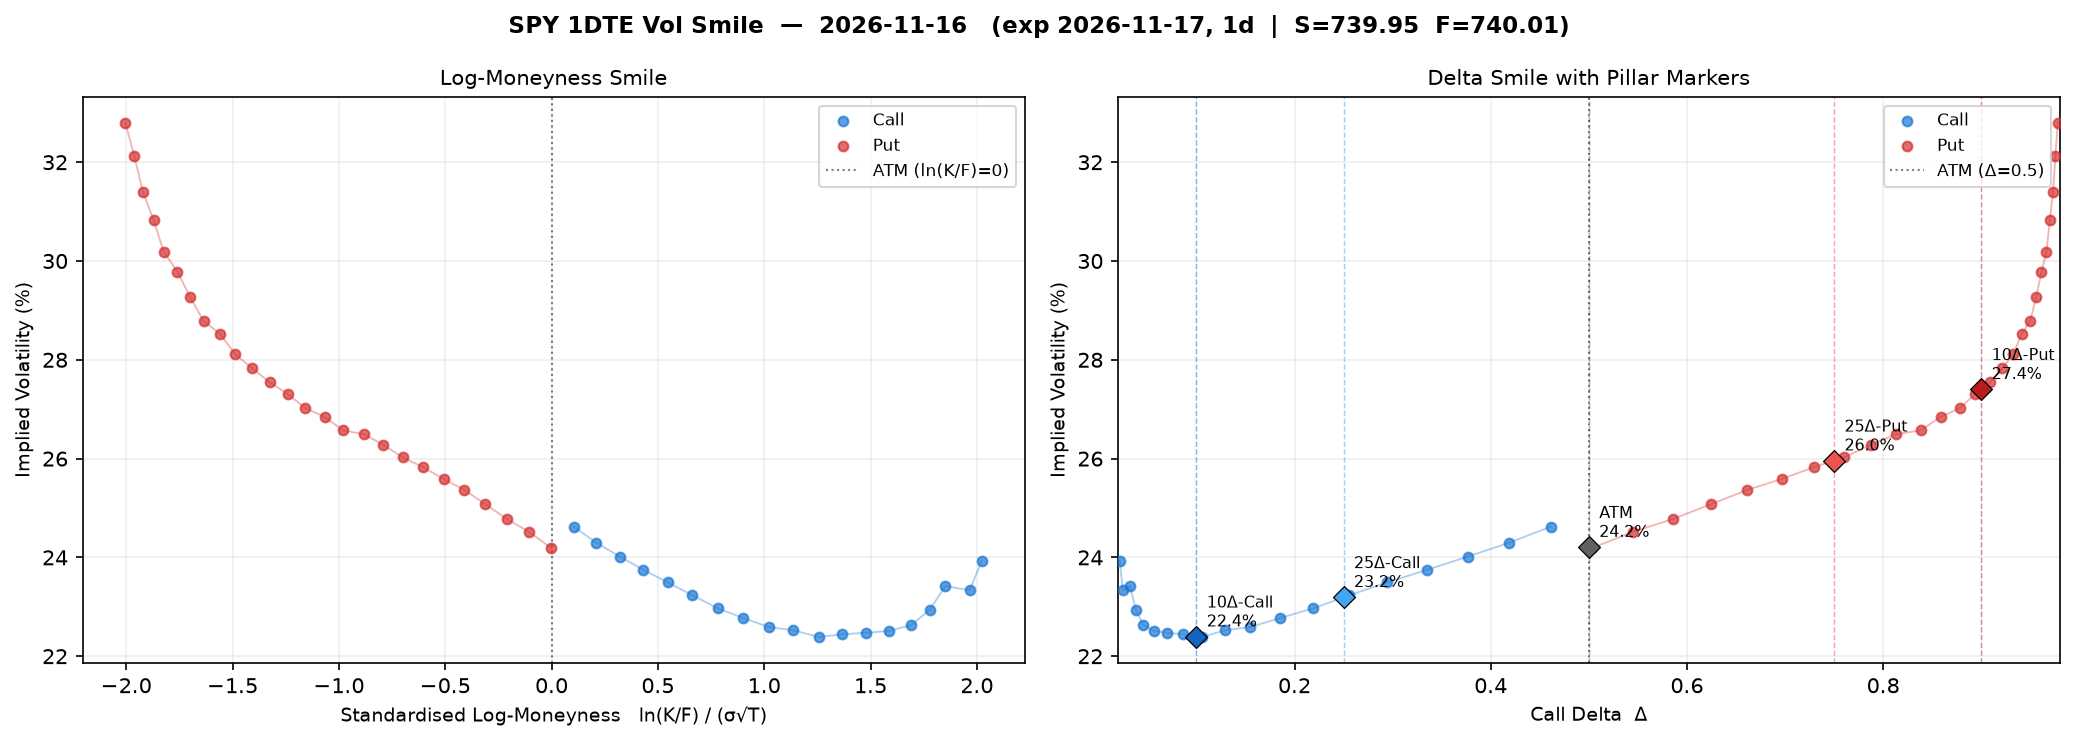 SPY 1DTE Vol Smile — 2026-11-16 (exp 2026-11-17, 1d | S=739.95 F=740.01)
Log-Moneyness Smile
Call
Put
ATM (ln(K/F)=0)
Implied Volatility (%)
32
30
28
26
24
22
−2.0 −1.5 −1.0 −0.5 0.0 0.5 1.0 1.5 2.0
Standardised Log-Moneyness ln(K/F) / (σ√T)
Delta Smile with Pillar Markers
Call
Put
ATM (Δ=0.5)
Implied Volatility (%)
32
30
28
26
24
22
10Δ-Put
27.4%
25Δ-Put
26.0%
ATM
24.2%
25Δ-Call
23.2%
10Δ-Call
22.4%
0.2 0.4 0.6 0.8
Call Delta Δ